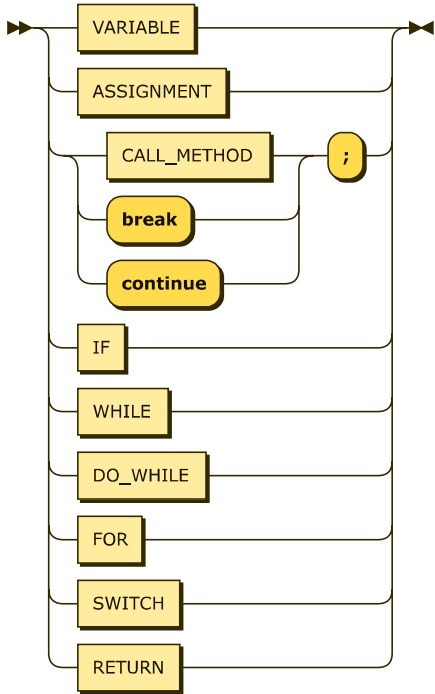 VARIABLE
ASSIGNMENT
CALL_METHOD ;
break
continue
IF
WHILE
DO_WHILE
FOR
SWITCH
RETURN